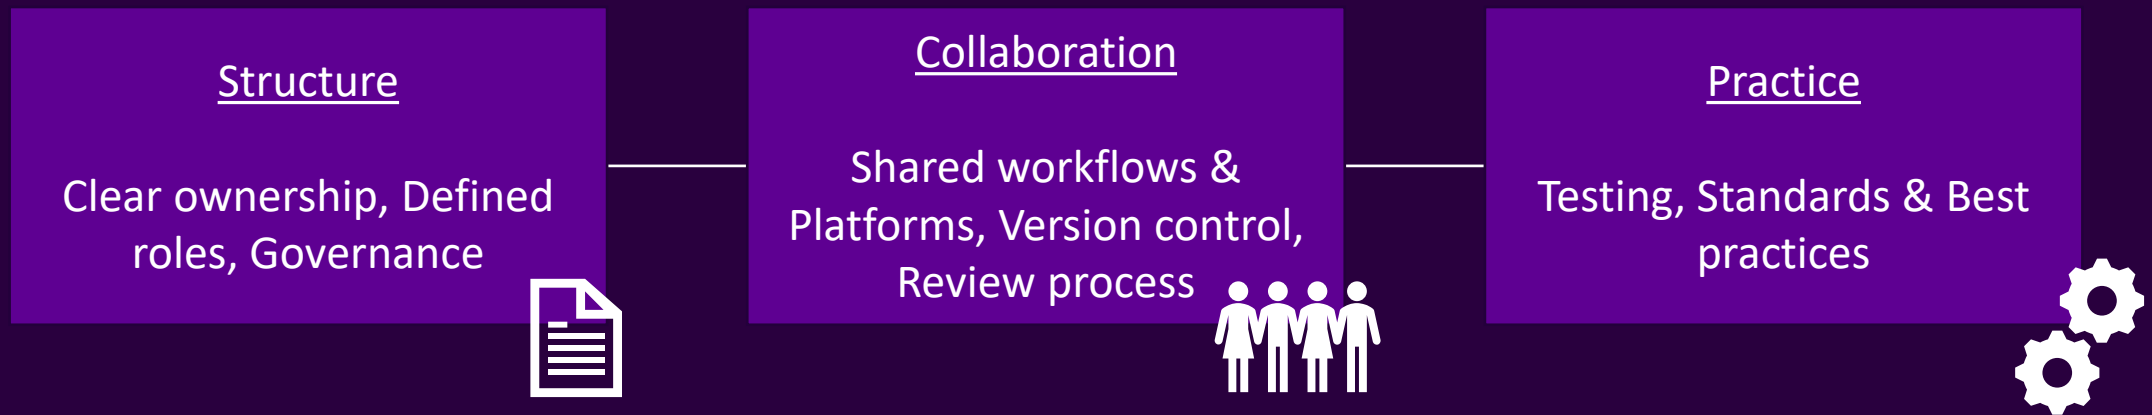 Structure
Clear ownership, Defined
roles, Governance
Collaboration
Shared workflows &
Platforms, Version control,
Review process
Practice
Testing, Standards & Best
practices